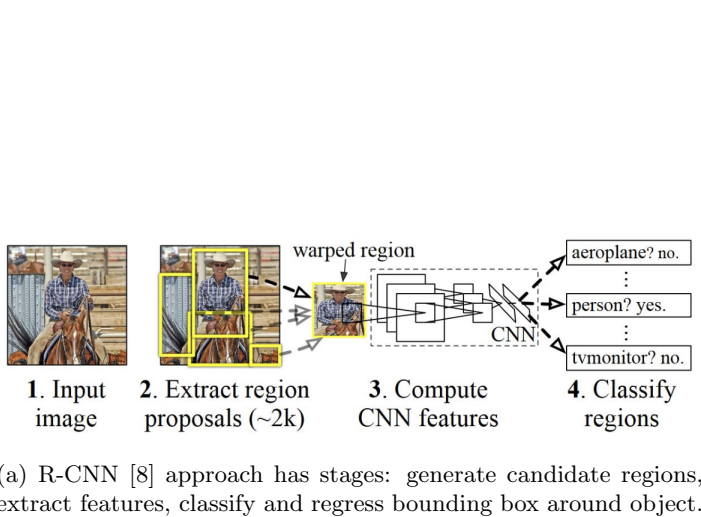 warped region
aeroplane? no.
person? yes.
CNN
tvmonitor? no.
1. Input
image
2. Extract region
proposals (~2k)
3. Compute
CNN features
4. Classify
regions
(a) R-CNN [8] approach has stages: generate candidate regions,
extract features, classify and regress bounding box around object.